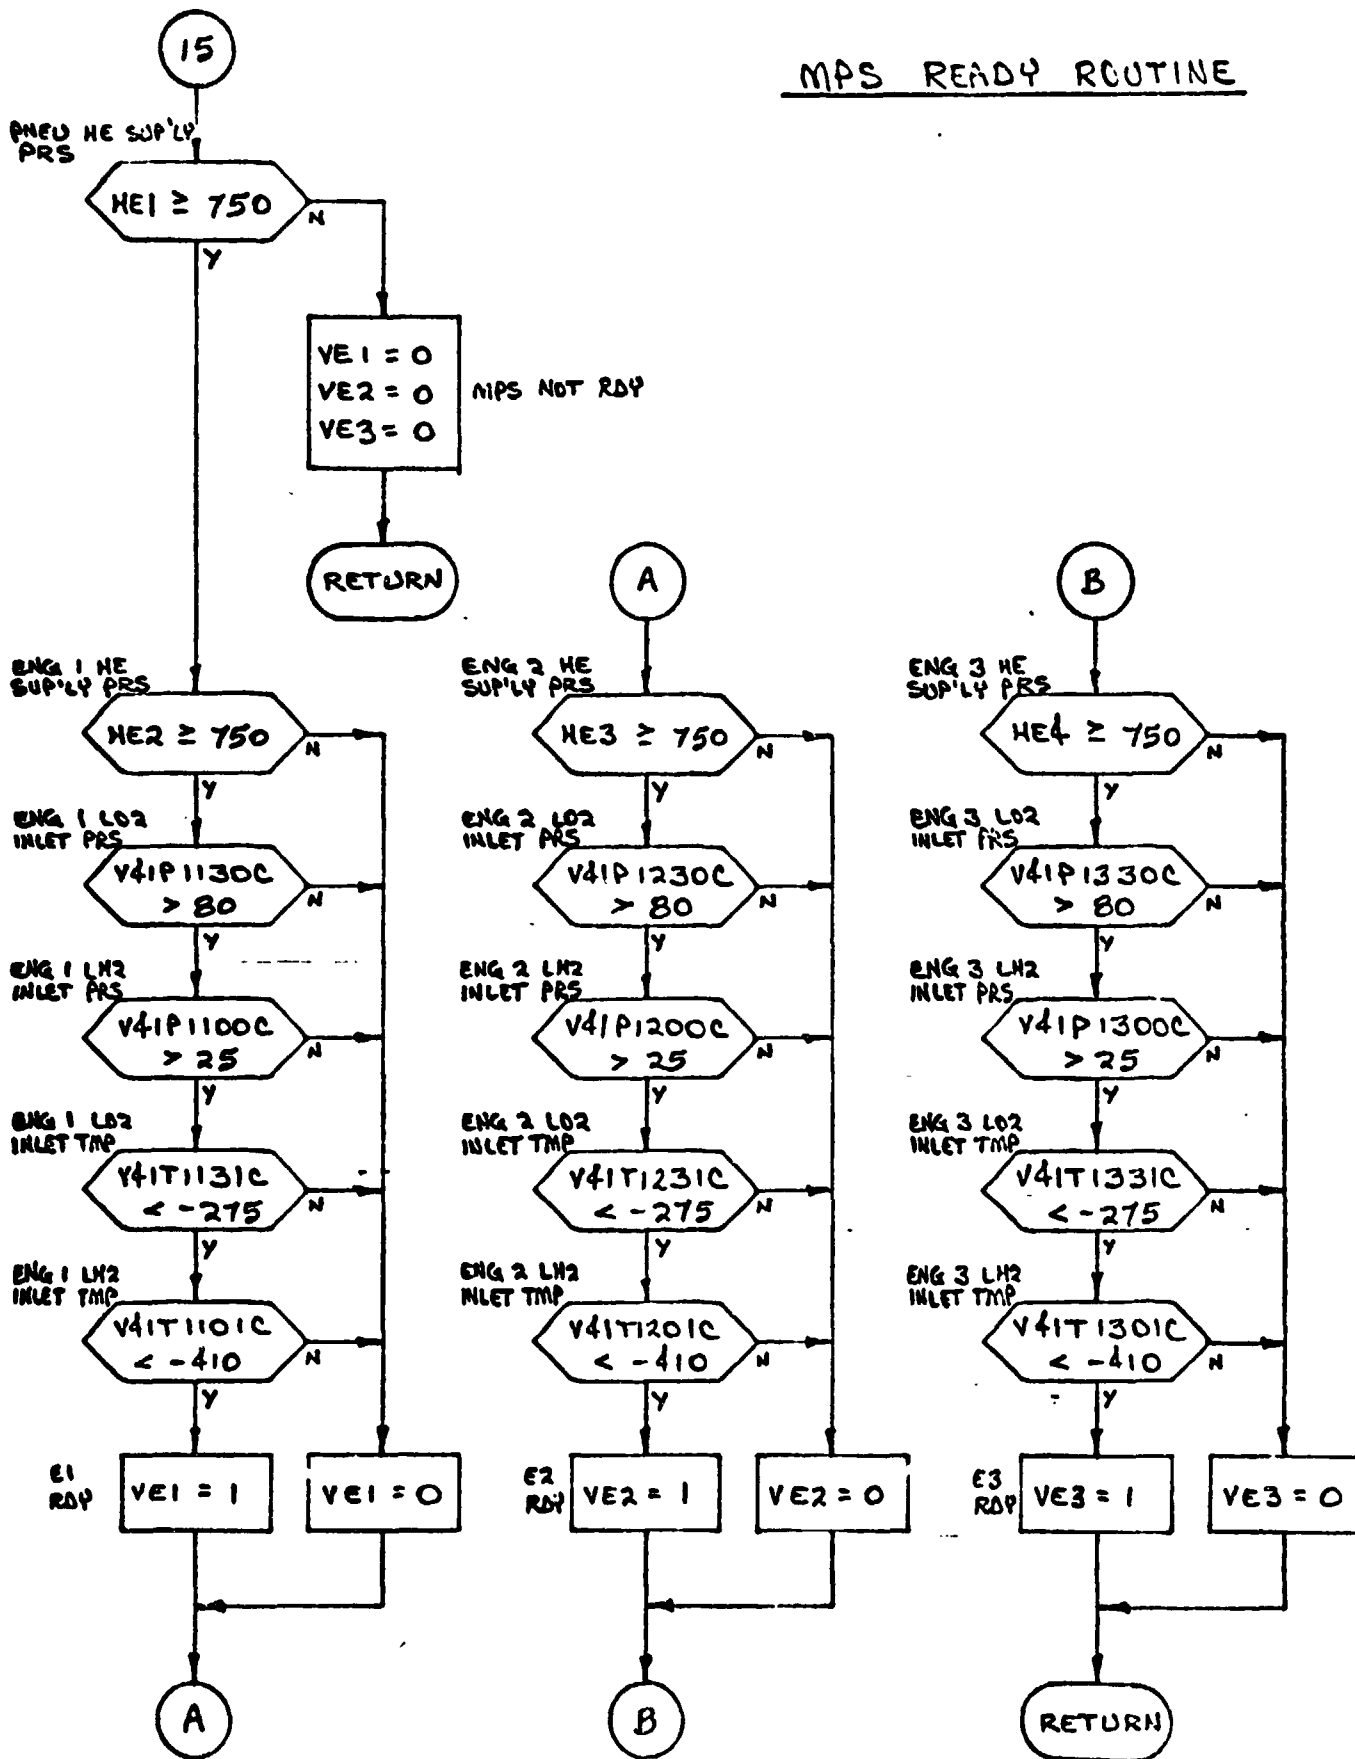 15
MPS READY ROUTINE
PNEU HE SUP'LY
PRS
HE1 ≥ 750
N
Y
VE1 = 0
VE2 = 0
VE3 = 0
MPS NOT RDY
RETURN
ENG 1 HE
SUP'LY PRS
HE2 ≥ 750
N
Y
ENG 1 LO2
INLET PRS
V41P1130C
> 80
N
Y
ENG 1 LH2
INLET PRS
V41P1100C
> 25
N
Y
ENG 1 LO2
INLET TMP
V41T1131C
< -275
N
Y
ENG 1 LH2
INLET TMP
V41T1101C
< -410
N
Y
E1
RDY
VE1 = 1
VE1 = 0
A
A
ENG 2 HE
SUP'LY PRS
HE3 ≥ 750
N
Y
ENG 2 LO2
INLET PRS
V41P1230C
> 80
N
Y
ENG 2 LH2
INLET PRS
V41P1200C
> 25
N
Y
ENG 2 LO2
INLET TMP
V41T1231C
< -275
N
Y
ENG 2 LH2
INLET TMP
V41T1201C
< -410
N
Y
E2
RDY
VE2 = 1
VE2 = 0
B
B
ENG 3 HE
SUP'LY PRS
HE4 ≥ 750
N
Y
ENG 3 LO2
INLET PRS
V41P1330C
> 80
N
Y
ENG 3 LH2
INLET PRS
V41P1300C
> 25
N
Y
ENG 3 LO2
INLET TMP
V41T1331C
< -275
N
Y
ENG 3 LH2
INLET TMP
V41T1301C
< -410
N
Y
E3
RDY
VE3 = 1
VE3 = 0
RETURN